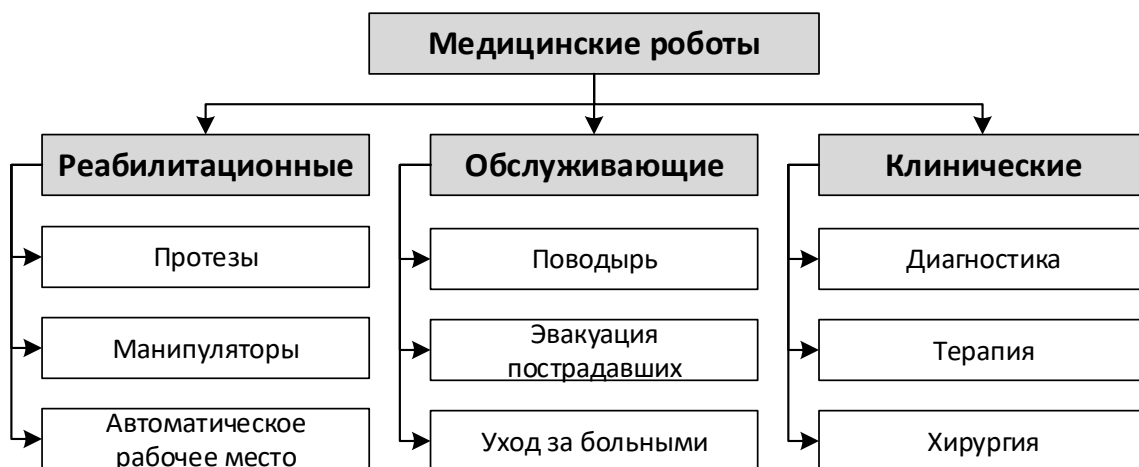 Медицинские роботы
Реабилитационные
Обслуживающие
Клинические
Протезы
Поводырь
Диагностика
Манипуляторы
Эвакуация
пострадавших
Терапия
Автоматическое
рабочее место
Уход за больными
Хирургия